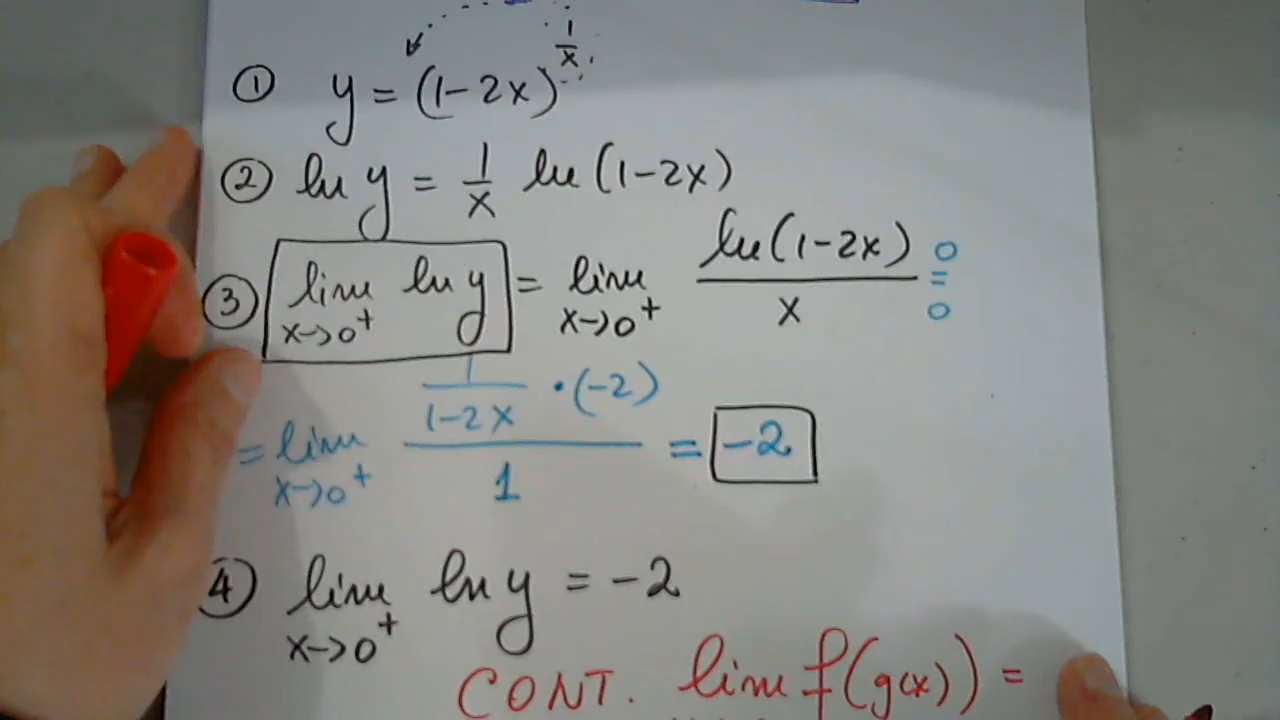 ① y = (1-2x)^(1/x)
② ln y = 1/x ln(1-2x)
③ lim x→0⁺ ln y = lim x→0⁺ ln(1-2x)/x = 0/0
= lim x→0⁺ (1/(1-2x) · (-2))/1 = -2
④ lim x→0⁺ ln y = -2
CONT. lim f(g(x)) =